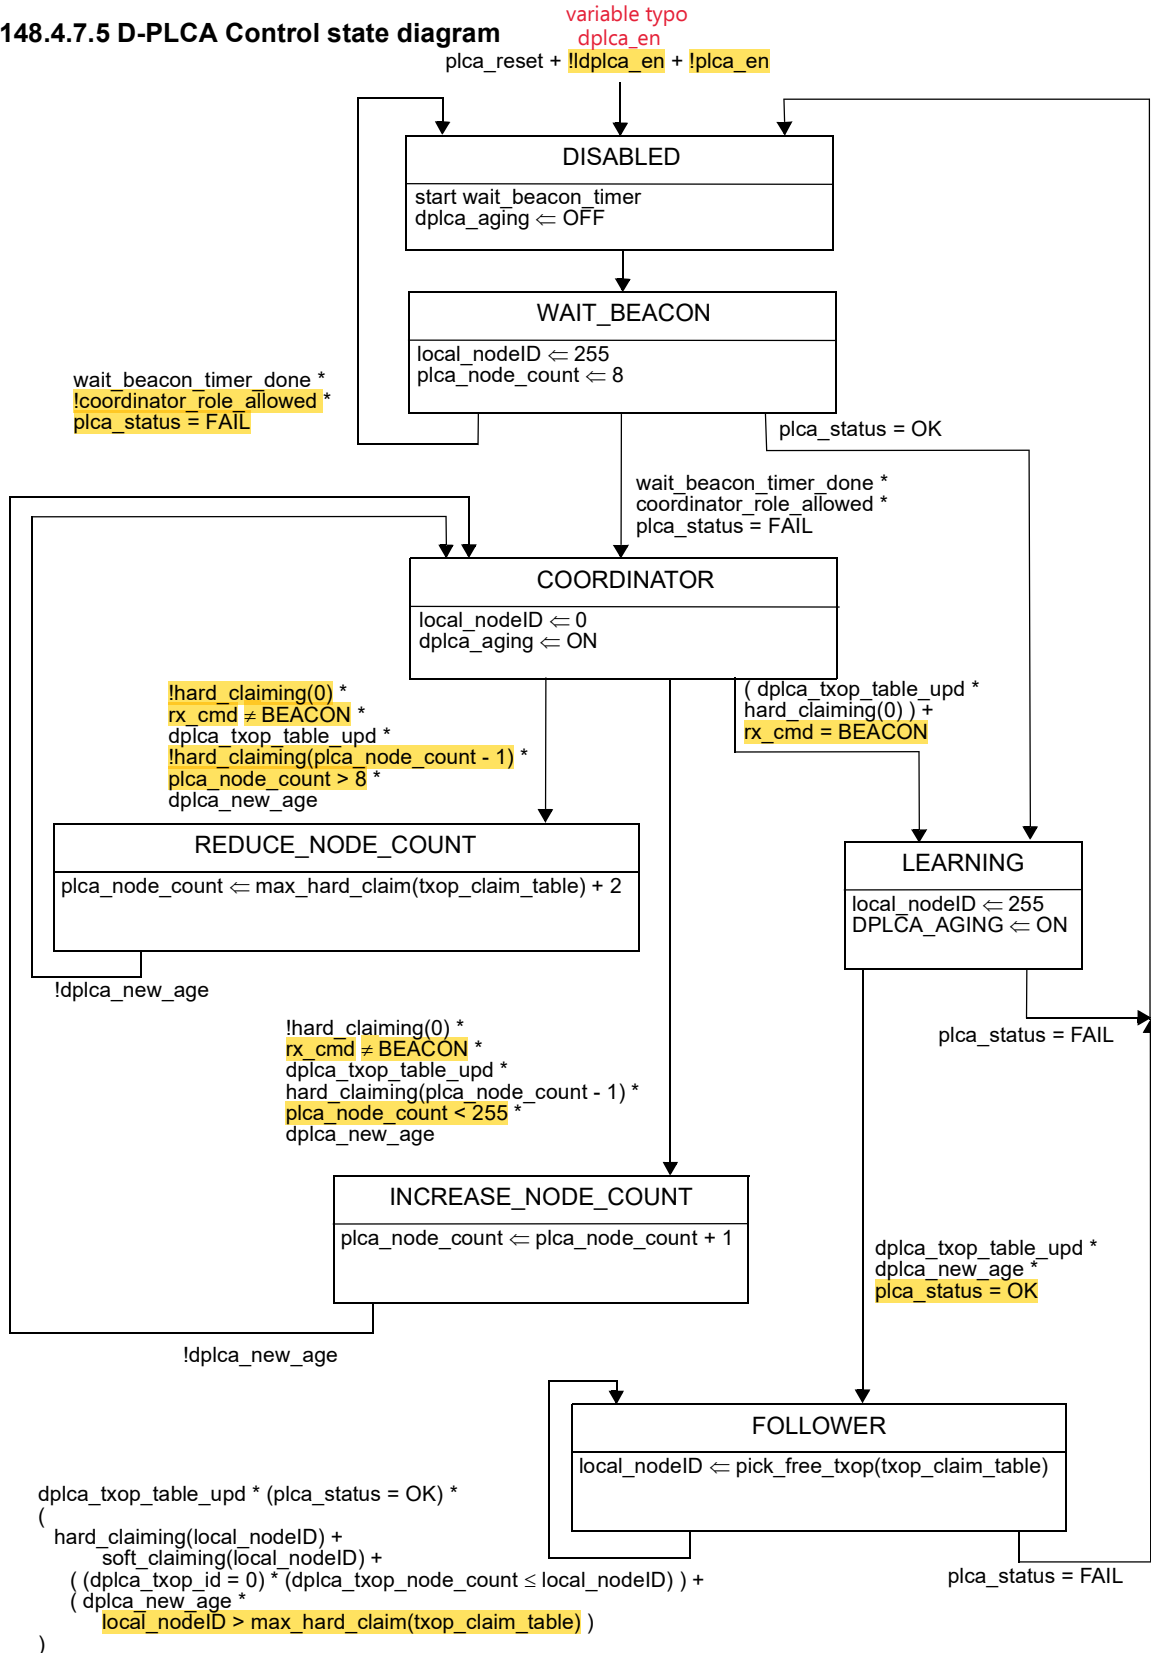 variable typo
148.4.7.5 D-PLCA Control state diagram
dplca_en
plca_reset + !ldplca_en + !plca_en
DISABLED
start wait_beacon_timer
dplca_aging ⇐ OFF
WAIT_BEACON
local_nodeID ⇐ 255
plca_node_count ⇐ 8
wait_beacon_timer_done *
!coordinator_role_allowed *
plca_status = FAIL
plca_status = OK
wait_beacon_timer_done *
coordinator_role_allowed *
plca_status = FAIL
COORDINATOR
local_nodeID ⇐ 0
dplca_aging ⇐ ON
!hard_claiming(0) *
rx_cmd ≠ BEACON *
dplca_txop_table_upd *
!hard_claiming(plca_node_count - 1) *
plca_node_count > 8 *
dplca_new_age
( dplca_txop_table_upd *
hard_claiming(0) ) +
rx_cmd = BEACON
REDUCE_NODE_COUNT
plca_node_count ⇐ max_hard_claim(txop_claim_table) + 2
!dplca_new_age
LEARNING
local_nodeID ⇐ 255
DPLCA_AGING ⇐ ON
plca_status = FAIL
!hard_claiming(0) *
rx_cmd ≠ BEACON *
dplca_txop_table_upd *
hard_claiming(plca_node_count - 1) *
plca_node_count < 255 *
dplca_new_age
INCREASE_NODE_COUNT
plca_node_count ⇐ plca_node_count + 1
!dplca_new_age
dplca_txop_table_upd *
dplca_new_age *
plca_status = OK
FOLLOWER
local_nodeID ⇐ pick_free_txop(txop_claim_table)
plca_status = FAIL
dplca_txop_table_upd * (plca_status = OK) *
(
hard_claiming(local_nodeID) +
soft_claiming(local_nodeID) +
( (dplca_txop_id = 0) * (dplca_txop_node_count ≤ local_nodeID) ) +
( dplca_new_age *
local_nodeID > max_hard_claim(txop_claim_table) )
)